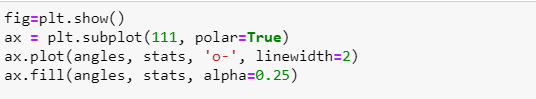 fig=plt.show()
ax = plt.subplot(111, polar=True)
ax.plot(angles, stats, 'o-', linewidth=2)
ax.fill(angles, stats, alpha=0.25)